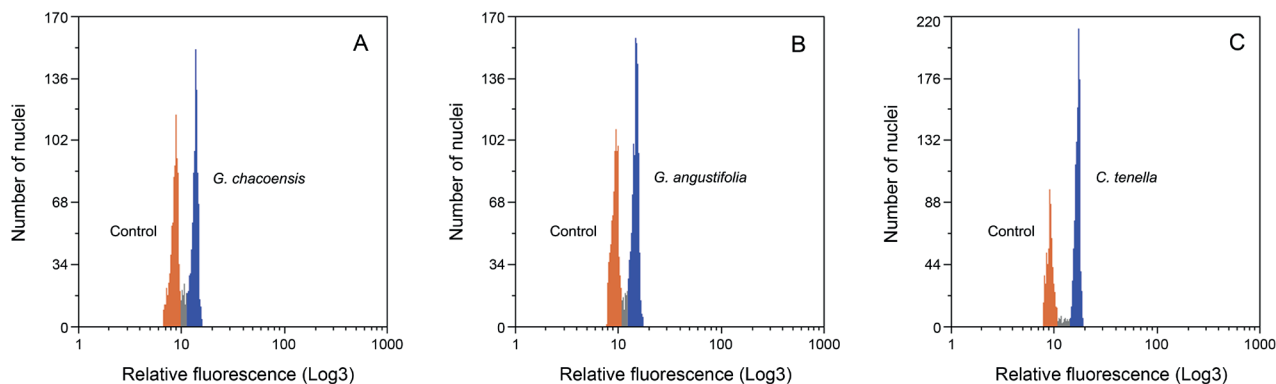 A
Number of nuclei
170
136
102
68
34
0
Control
G. chacoensis
1 10 100 1000
Relative fluorescence (Log3)
B
Number of nuclei
170
136
102
68
34
0
Control
G. angustifolia
1 10 100 1000
Relative fluorescence (Log3)
C
Number of nuclei
220
176
132
88
44
0
Control
C. tenella
1 10 100 1000
Relative fluorescence (Log3)